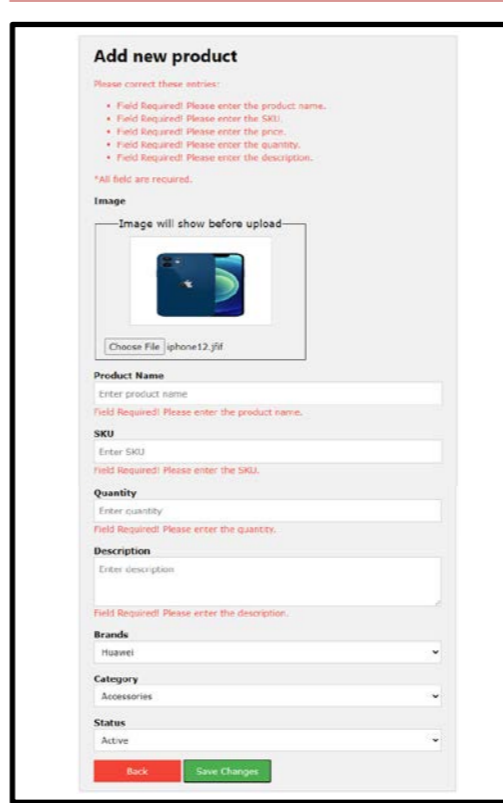 Add new product
Please correct these entries:
Field Required! Please enter the product name.
Field Required! Please enter the SKU.
Field Required! Please enter the price.
Field Required! Please enter the quantity.
Field Required! Please enter the description.
*All field are required.
Image
Image will show before upload
Choose File iphone12.jfif
Product Name
Enter product name
Field Required! Please enter the product name.
SKU
Enter SKU
Field Required! Please enter the SKU.
Quantity
Enter quantity
Field Required! Please enter the quantity.
Description
Enter description
Field Required! Please enter the description.
Brands
Huawei
Category
Accessories
Status
Active
Back Save Changes